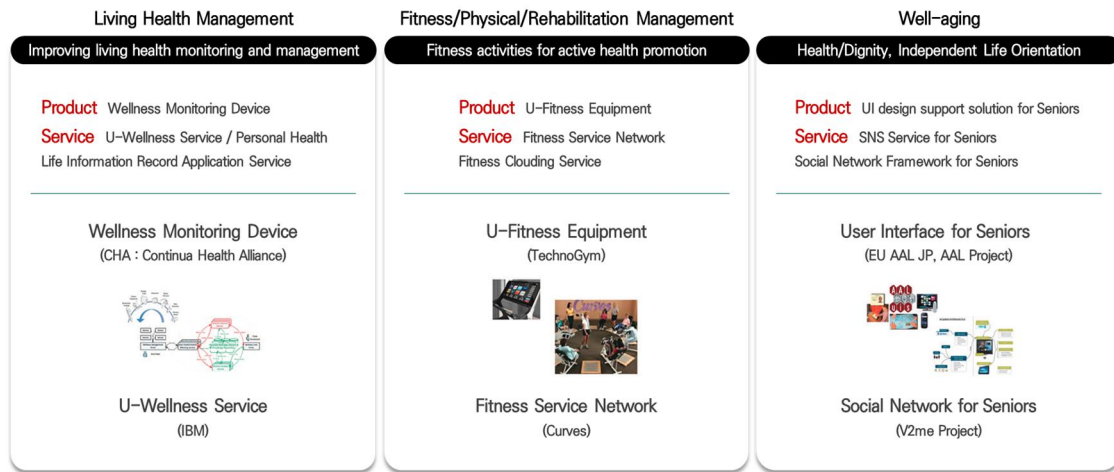 Living Health Management
Improving living health monitoring and management
Product Wellness Monitoring Device
Service U-Wellness Service / Personal Health
Life Information Record Application Service
Wellness Monitoring Device
(CHA : Continua Health Alliance)
U-Wellness Service
(IBM)
Fitness/Physical/Rehabilitation Management
Fitness activities for active health promotion
Product U-Fitness Equipment
Service Fitness Service Network
Fitness Clouding Service
U-Fitness Equipment
(TechnoGym)
Curves
Fitness Service Network
(Curves)
Well-aging
Health/Dignity, Independent Life Orientation
Product UI design support solution for Seniors
Service SNS Service for Seniors
Social Network Framework for Seniors
User Interface for Seniors
(EU AAL JP, AAL Project)
AAL
UIS
Social Network for Seniors
(V2me Project)